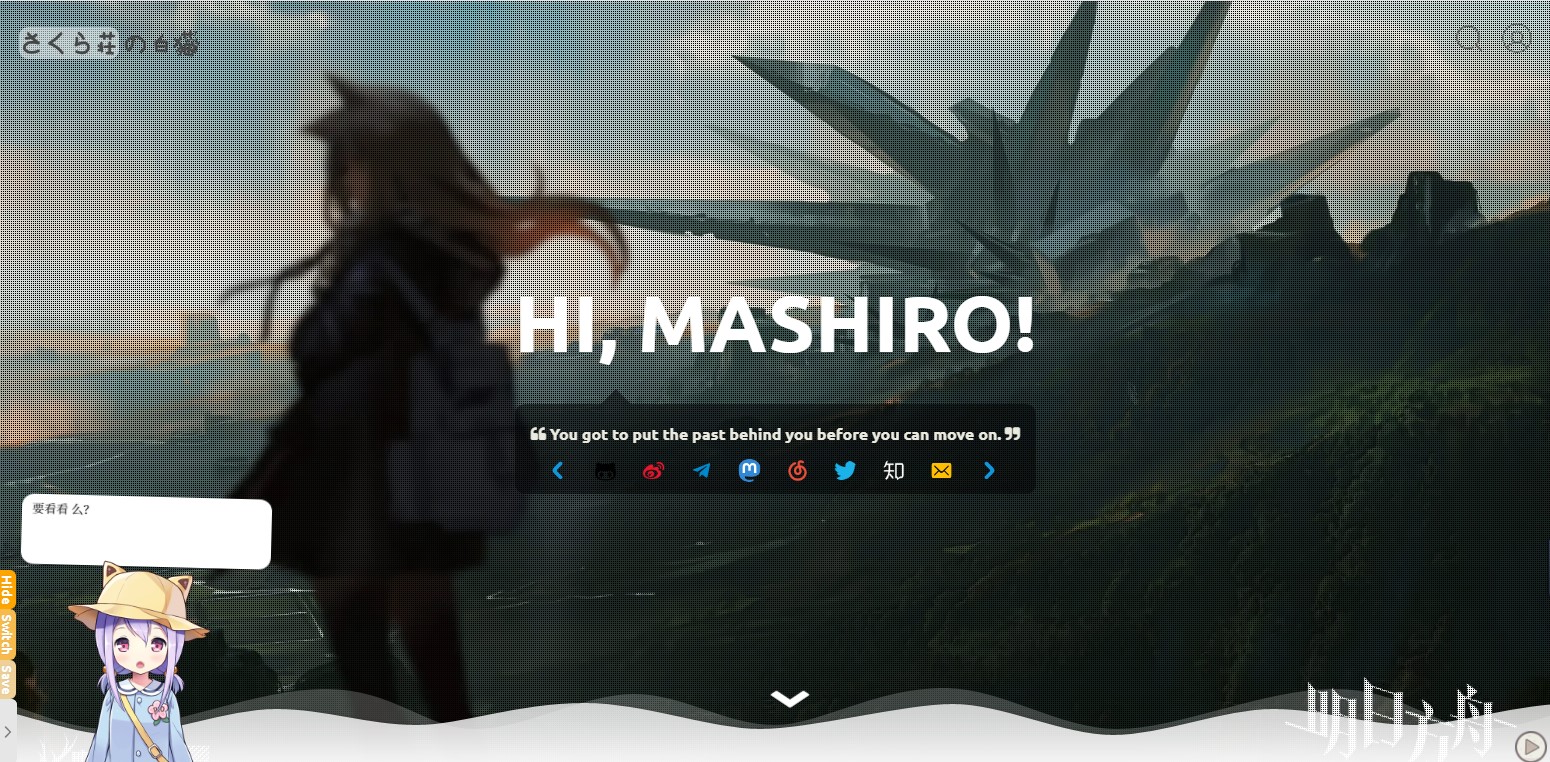 さくら荘の白猫
HI, MASHIRO!
❝ You got to put the past behind you before you can move on. ❞
知
要看看 么?
Hide
Switch
Save
明日方舟